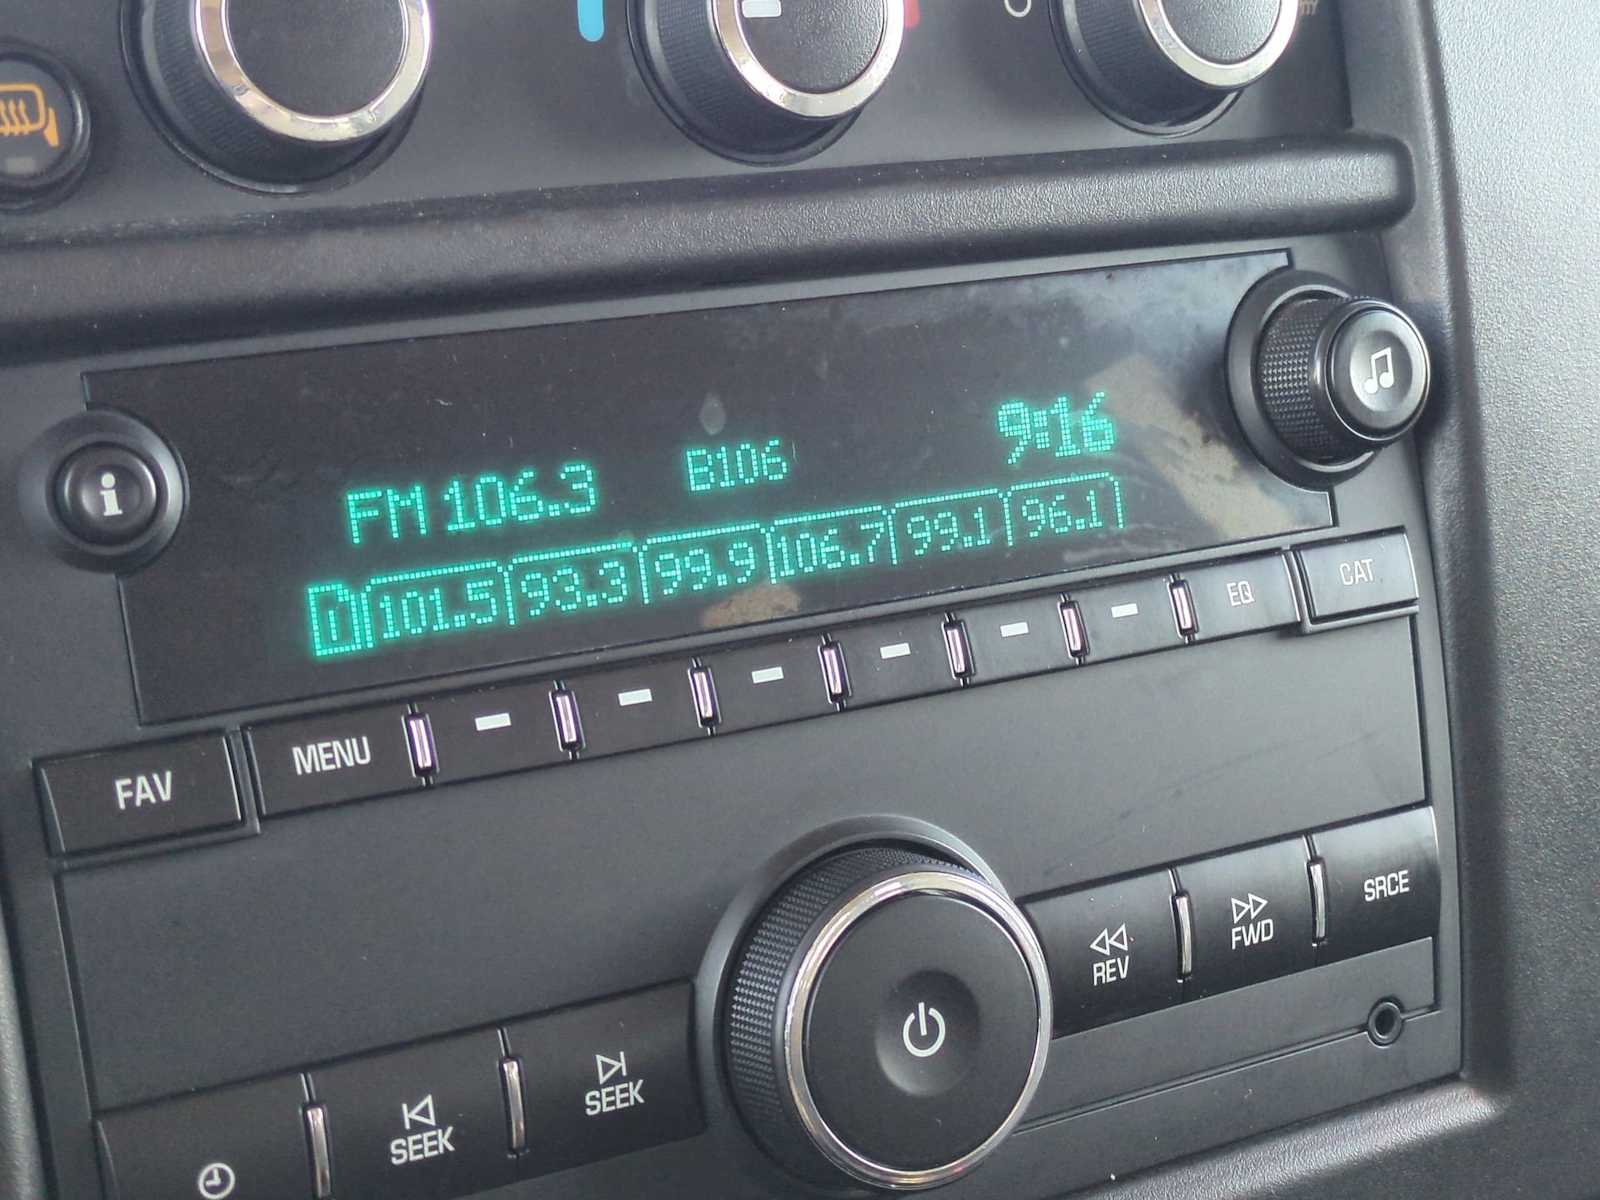 FM 106.3 B106 9:16
1 101.5 93.3 99.9 106.7 99.1 96.1
i
FAV MENU EQ CAT
REV FWD SRCE
SEEK SEEK